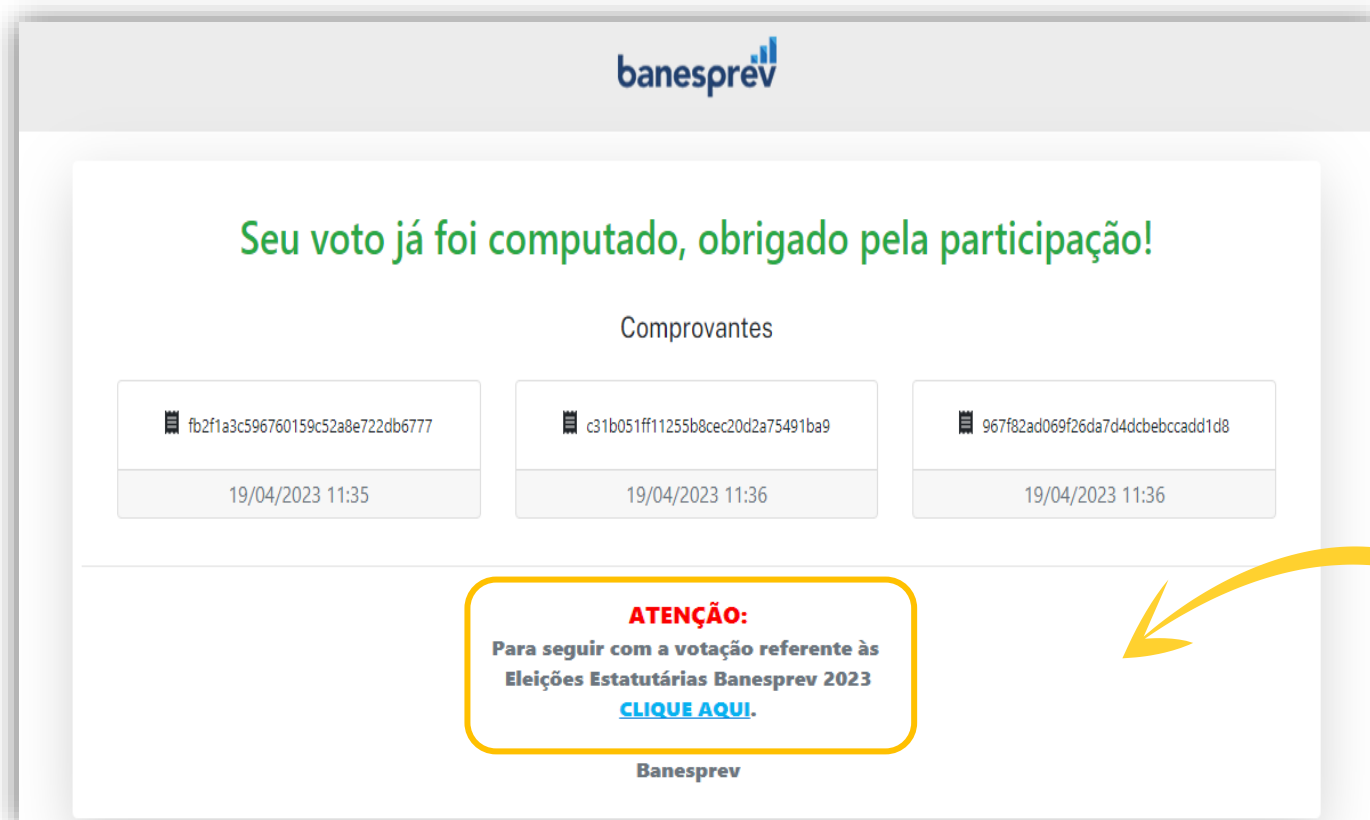 banesprev
Seu voto já foi computado, obrigado pela participação!
Comprovantes
fb2f1a3c596760159c52a8e722db6777
c31b051ff11255b8cec20d2a75491ba9
967f82ad069f26da7d4dcbebccadd1d8
19/04/2023 11:35
19/04/2023 11:36
19/04/2023 11:36
ATENÇÃO:
Para seguir com a votação referente às
Eleições Estatutárias Banesprev 2023
CLIQUE AQUI.
Banesprev